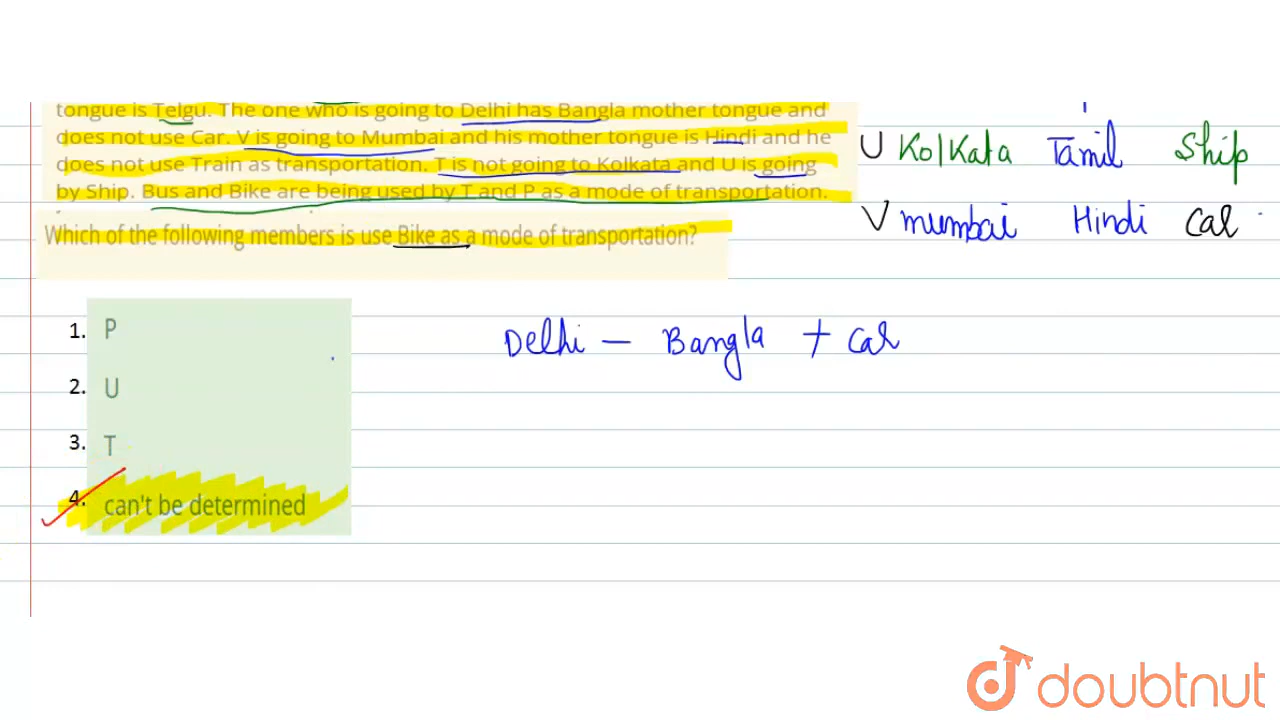 tongue is Telgu. The one who is going to Delhi has Bangla mother tongue and
does not use Car. V is going to Mumbai and his mother tongue is Hindi and he
does not use Train as transportation. T is not going to Kolkata and U is going
by Ship. Bus and Bike are being used by T and P as a mode of transportation.
Which of the following members is use Bike as a mode of transportation?
U Kolkata Tamil Ship
V mumbai Hindi Car
1. P
2. U
3. T
4. can't be determined
Delhi — Bangla + Car
doubtnut